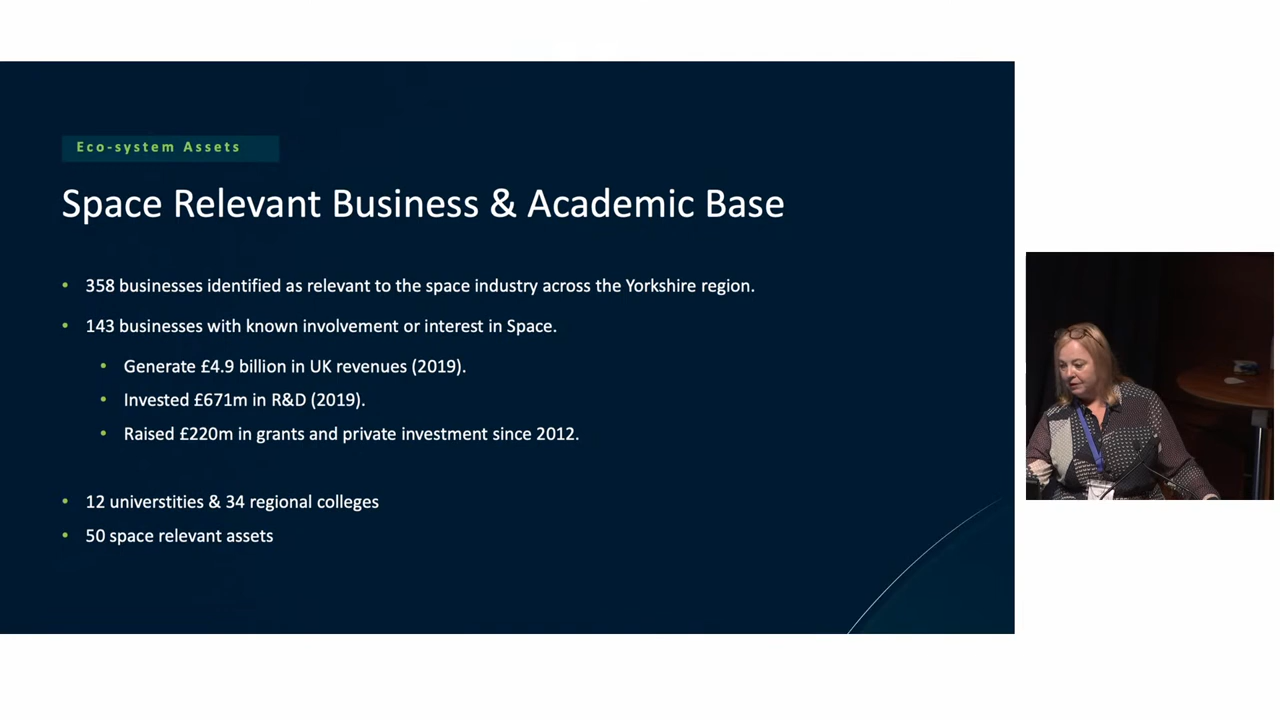 Eco-system Assets
Space Relevant Business & Academic Base
• 358 businesses identified as relevant to the space industry across the Yorkshire region.
• 143 businesses with known involvement or interest in Space.
• Generate £4.9 billion in UK revenues (2019).
• Invested £671m in R&D (2019).
• Raised £220m in grants and private investment since 2012.
• 12 universtities & 34 regional colleges
• 50 space relevant assets